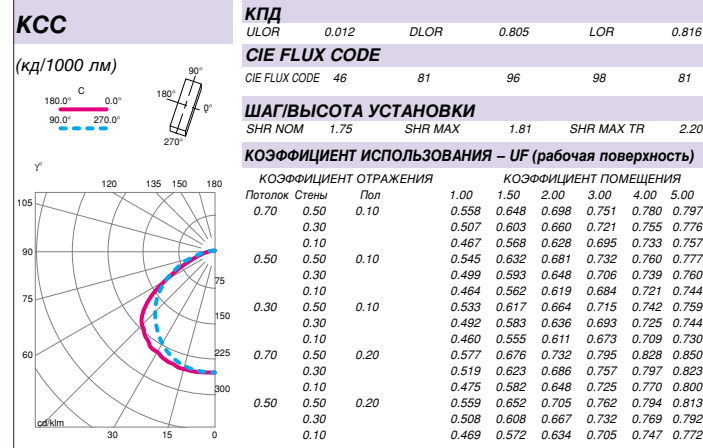 КСС
(кд/1000 лм)
C
180.0° 0.0°
90.0° 270.0°
90°
180° 0°
270°
γ°
120 135 150 180
105
90
75
60
75
150
225
300
cd/klm
30 15 0
КПД
ULOR 0.012 DLOR 0.805 LOR 0.816
CIE FLUX CODE
CIE FLUX CODE 46 81 96 98 81
ШАГ/ВЫСОТА УСТАНОВКИ
SHR NOM 1.75 SHR MAX 1.81 SHR MAX TR 2.20
КОЭФФИЦИЕНТ ИСПОЛЬЗОВАНИЯ – UF (рабочая поверхность)
КОЭФФИЦИЕНТ ОТРАЖЕНИЯ КОЭФФИЦИЕНТ ПОМЕЩЕНИЯ
Потолок Стены Пол 1.00 1.50 2.00 3.00 4.00 5.00
0.70 0.50 0.10 0.558 0.648 0.698 0.751 0.780 0.797
0.30 0.507 0.603 0.660 0.721 0.755 0.776
0.10 0.467 0.568 0.628 0.695 0.733 0.757
0.50 0.50 0.10 0.545 0.632 0.681 0.732 0.760 0.777
0.30 0.499 0.593 0.648 0.706 0.739 0.760
0.10 0.464 0.562 0.619 0.684 0.721 0.744
0.30 0.50 0.10 0.533 0.617 0.664 0.715 0.742 0.759
0.30 0.492 0.583 0.636 0.693 0.725 0.744
0.10 0.460 0.555 0.611 0.673 0.709 0.730
0.70 0.50 0.20 0.577 0.676 0.732 0.795 0.828 0.850
0.30 0.519 0.623 0.686 0.757 0.797 0.823
0.10 0.475 0.582 0.648 0.725 0.770 0.800
0.50 0.50 0.20 0.559 0.652 0.705 0.762 0.794 0.813
0.30 0.508 0.608 0.667 0.732 0.769 0.792
0.10 0.469 0.572 0.634 0.705 0.747 0.772